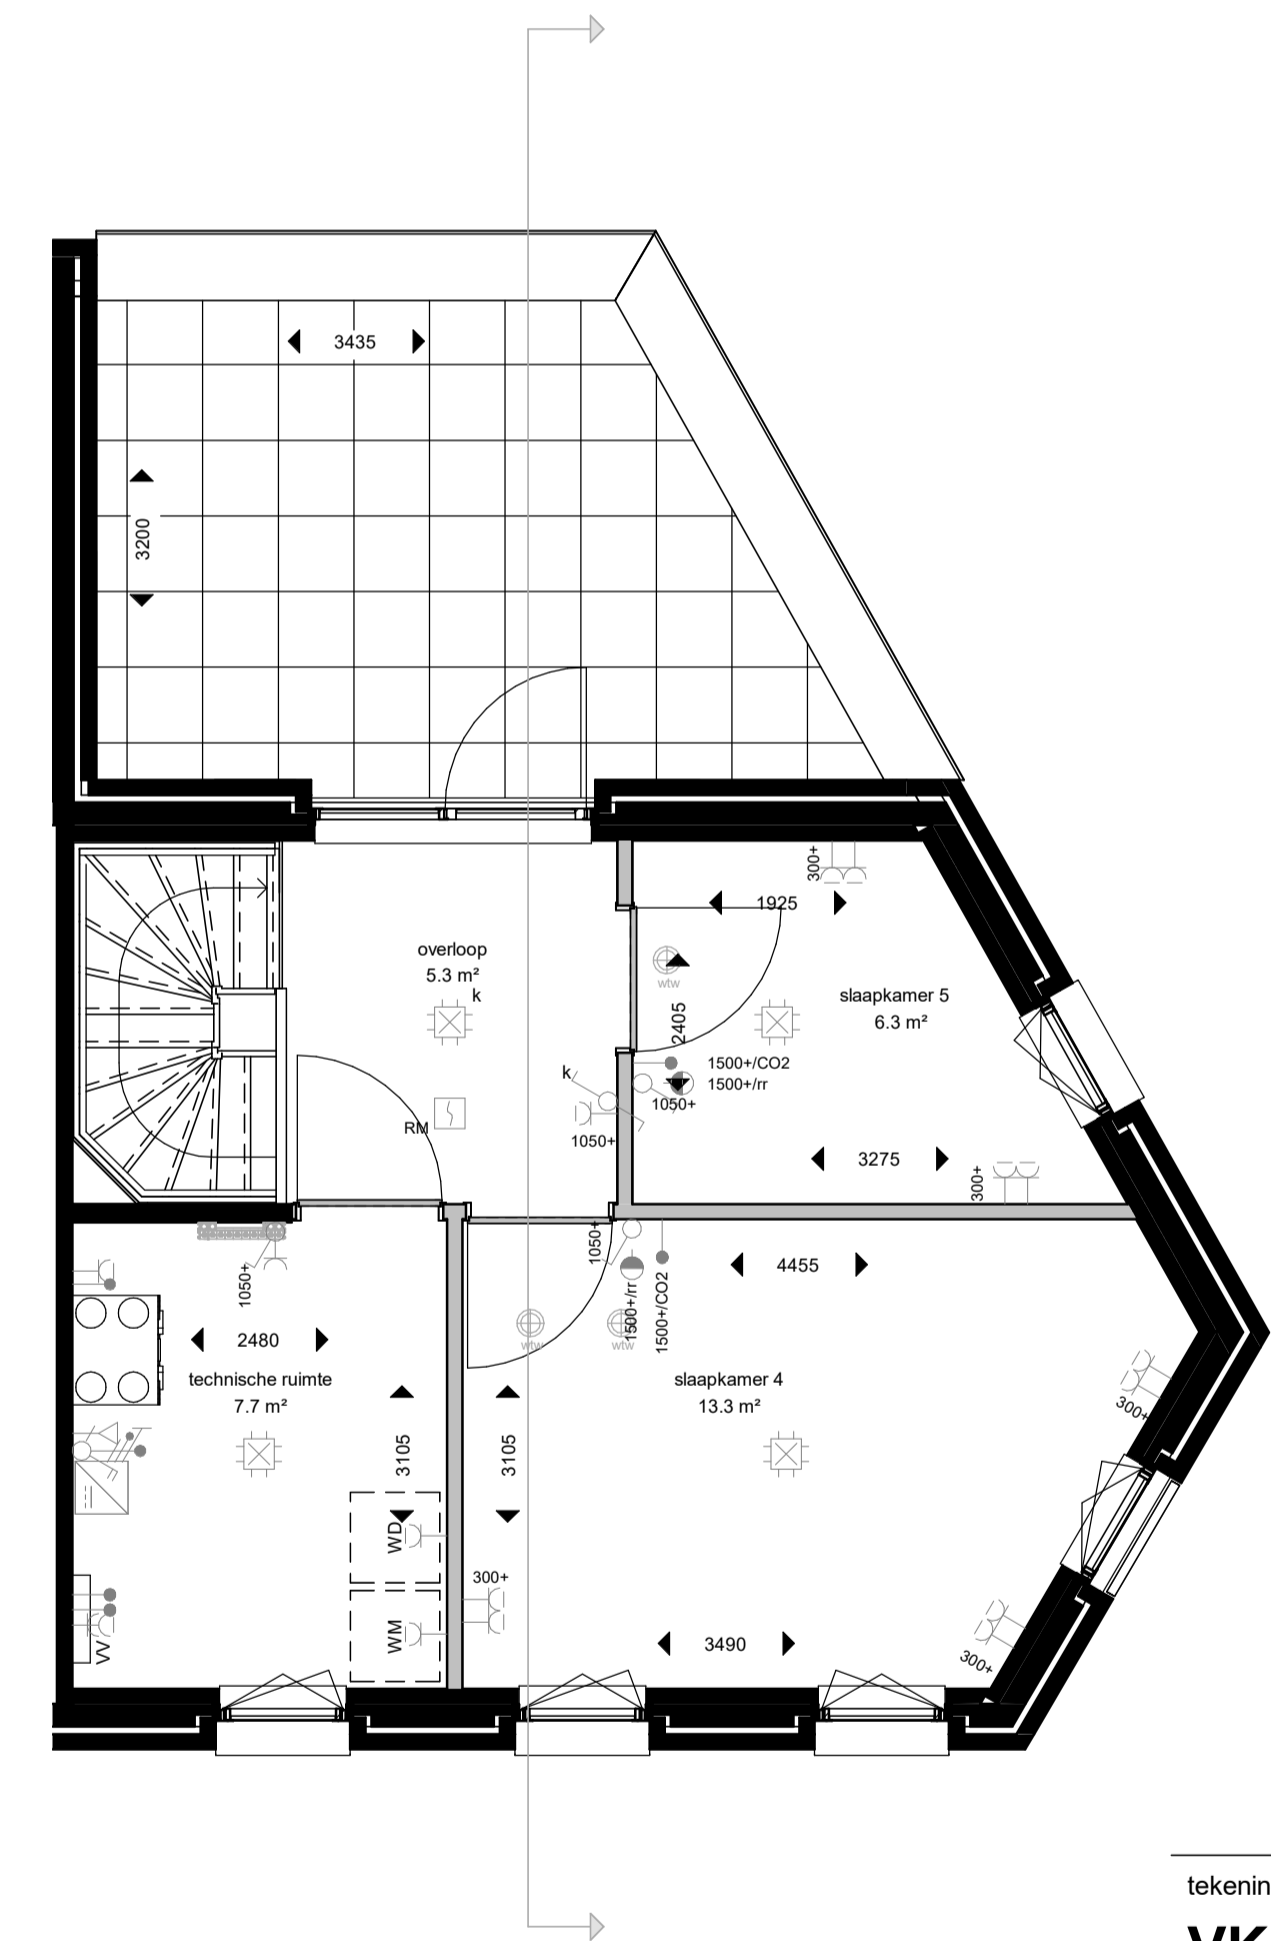 3435
3200
300+
1925
overloop
5.3 m²
k
wtw
2405
slaapkamer 5
6.3 m²
1500+/CO2
1500+/rr
k
1050+
RM
1050+
3275
300+
1050+
1050+
1500+/rr
1500+/CO2
4455
2480
wtw
wtw
technische ruimte
7.7 m²
slaapkamer 4
13.3 m²
300+
3105
3105
WD
300+
WM
VV
3490
300+
tekenin